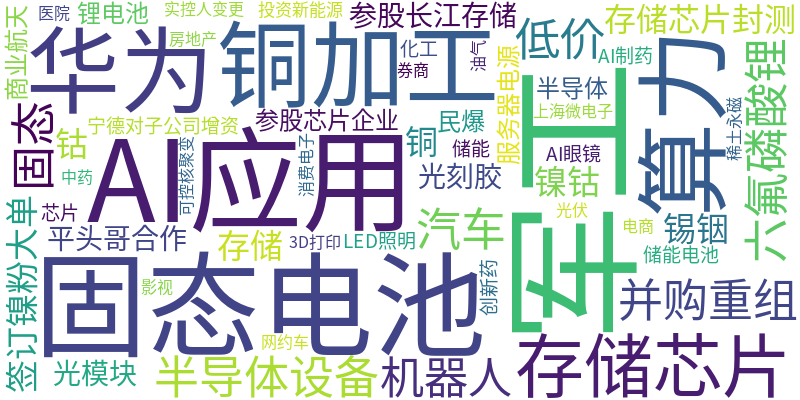 医院
实控人变更
投资新能源
参股长江存储
存储芯片封测
锂电池
商业航天
房地产
华为
铜加工
化工
油气
券商
低价
AI制药
算力
半导体
上海微电子
稀土永磁
六氟磷酸锂
固态
钴
宁德对子公司增资
参股芯片企业
铜
民爆
服务器电源
储能
AI眼镜
镍钴
光刻胶
可控核聚变
消费电子
中药
AI应用
军工
芯片
签订镍粉大单
平头哥合作
存储
3D打印
LED照明
汽车
光伏
电商
锡铟
储能电池
创新药
影视
固态电池
并购重组
网约车
光模块
半导体设备
机器人
存储芯片